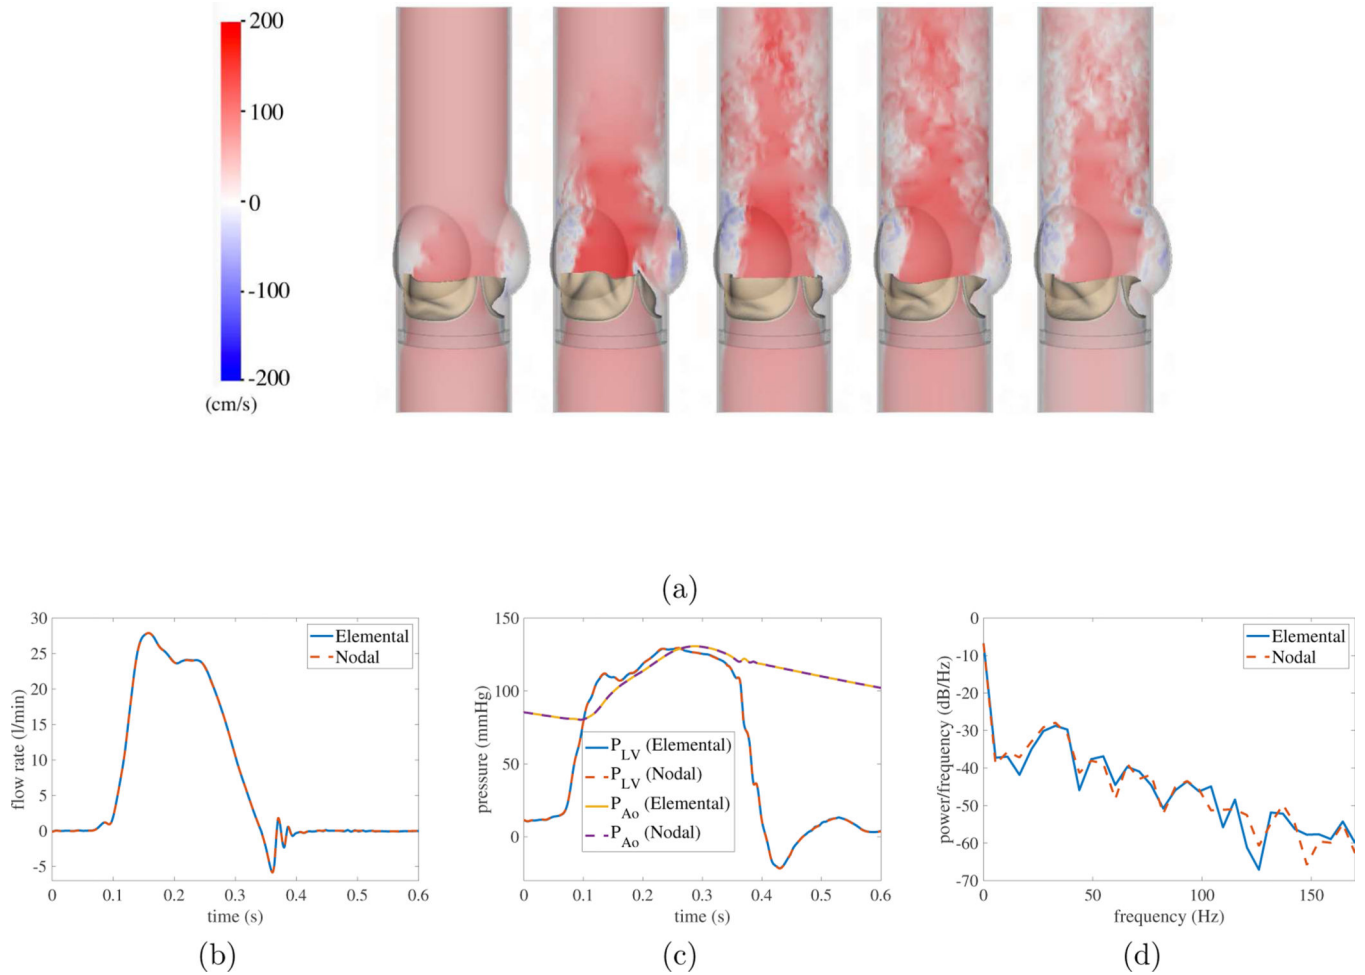 200
100
0
-100
-200
(cm/s)
(a)
30
25
20
15
10
5
0
-5
0
0.1
0.2
0.3
0.4
0.5
0.6
flow rate (l/min)
time (s)
Elemental
Nodal
(b)
150
100
50
0
0
0.1
0.2
0.3
0.4
0.5
0.6
pressure (mmHg)
time (s)
P_LV (Elemental)
P_LV (Nodal)
P_Ao (Elemental)
P_Ao (Nodal)
(c)
0
-10
-20
-30
-40
-50
-60
-70
0
50
100
150
power/frequency (dB/Hz)
frequency (Hz)
Elemental
Nodal
(d)